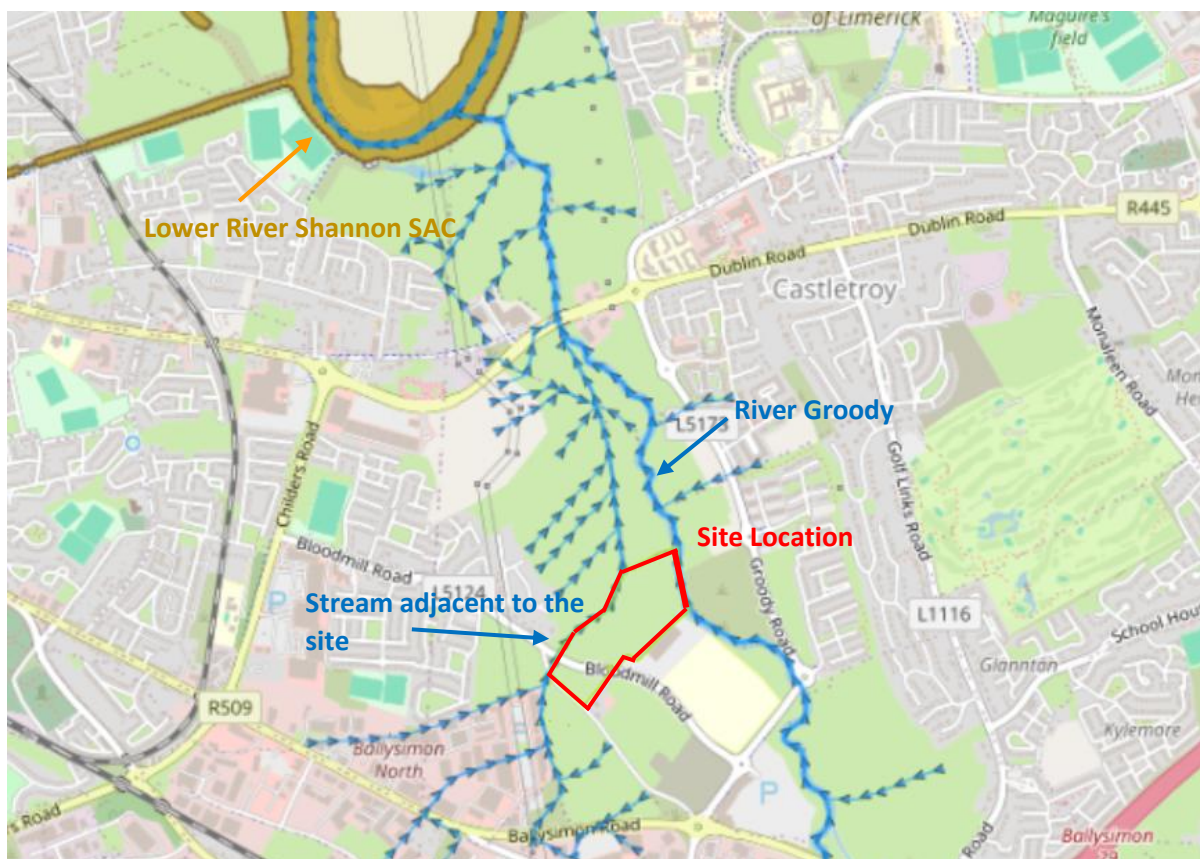 of Limerick
Maguire's
field
Lower River Shannon SAC
R445
Dublin Road
Dublin Road
Castletroy
Monaleen Road
River Groody
L5173
Childers Road
Golf Links Road
Site Location
Bloodmill Road
L5124
Groody Road
Stream adjacent to the
site
L1116
School Hou
Glannton
Bloodmill Road
R509
Ballysimon
North
Kylemore
P
P
Ballysimon Road
Road
s Road
Ballysimon